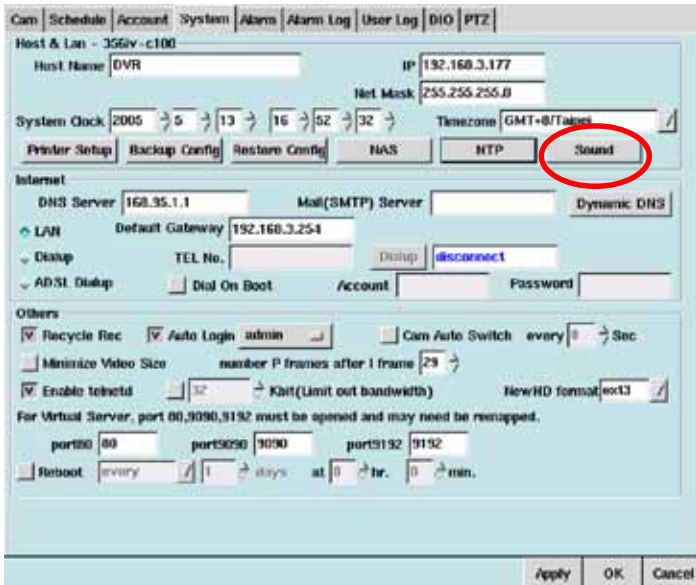 Cam Schedule Account System Alarm Alarm Log User Log DIO PTZ
Host & Lan - 356iv-c100
Host Name DVR IP 192.168.3.177
Net Mask 255.255.255.0
System Clock 2005 5 13 16 52 32 Timezone GMT+8/Taipei
Printer Setup Backup Config Restore Config NAS NTP Sound
Internet
DNS Server 168.95.1.1 Mail(SMTP) Server Dynamic DNS
LAN Default Gateway 192.168.3.254
Dialup TEL No. Dialup disconnect
ADSL Dialup Dial On Boot Account Password
Others
Recycle Rec Auto Login admin Cam Auto Switch every Sec
Minimize Video Size number P frames after I frame 29
Enable telnetd 32 Kbit(Limit out bandwidth) NewHD format ext3
For Virtual Server, port 80,9090,9192 must be opened and may need be remapped.
port80 80 port9090 9090 port9192 9192
Reboot every 1 days at 0 hr. 0 min.
Apply OK Cancel